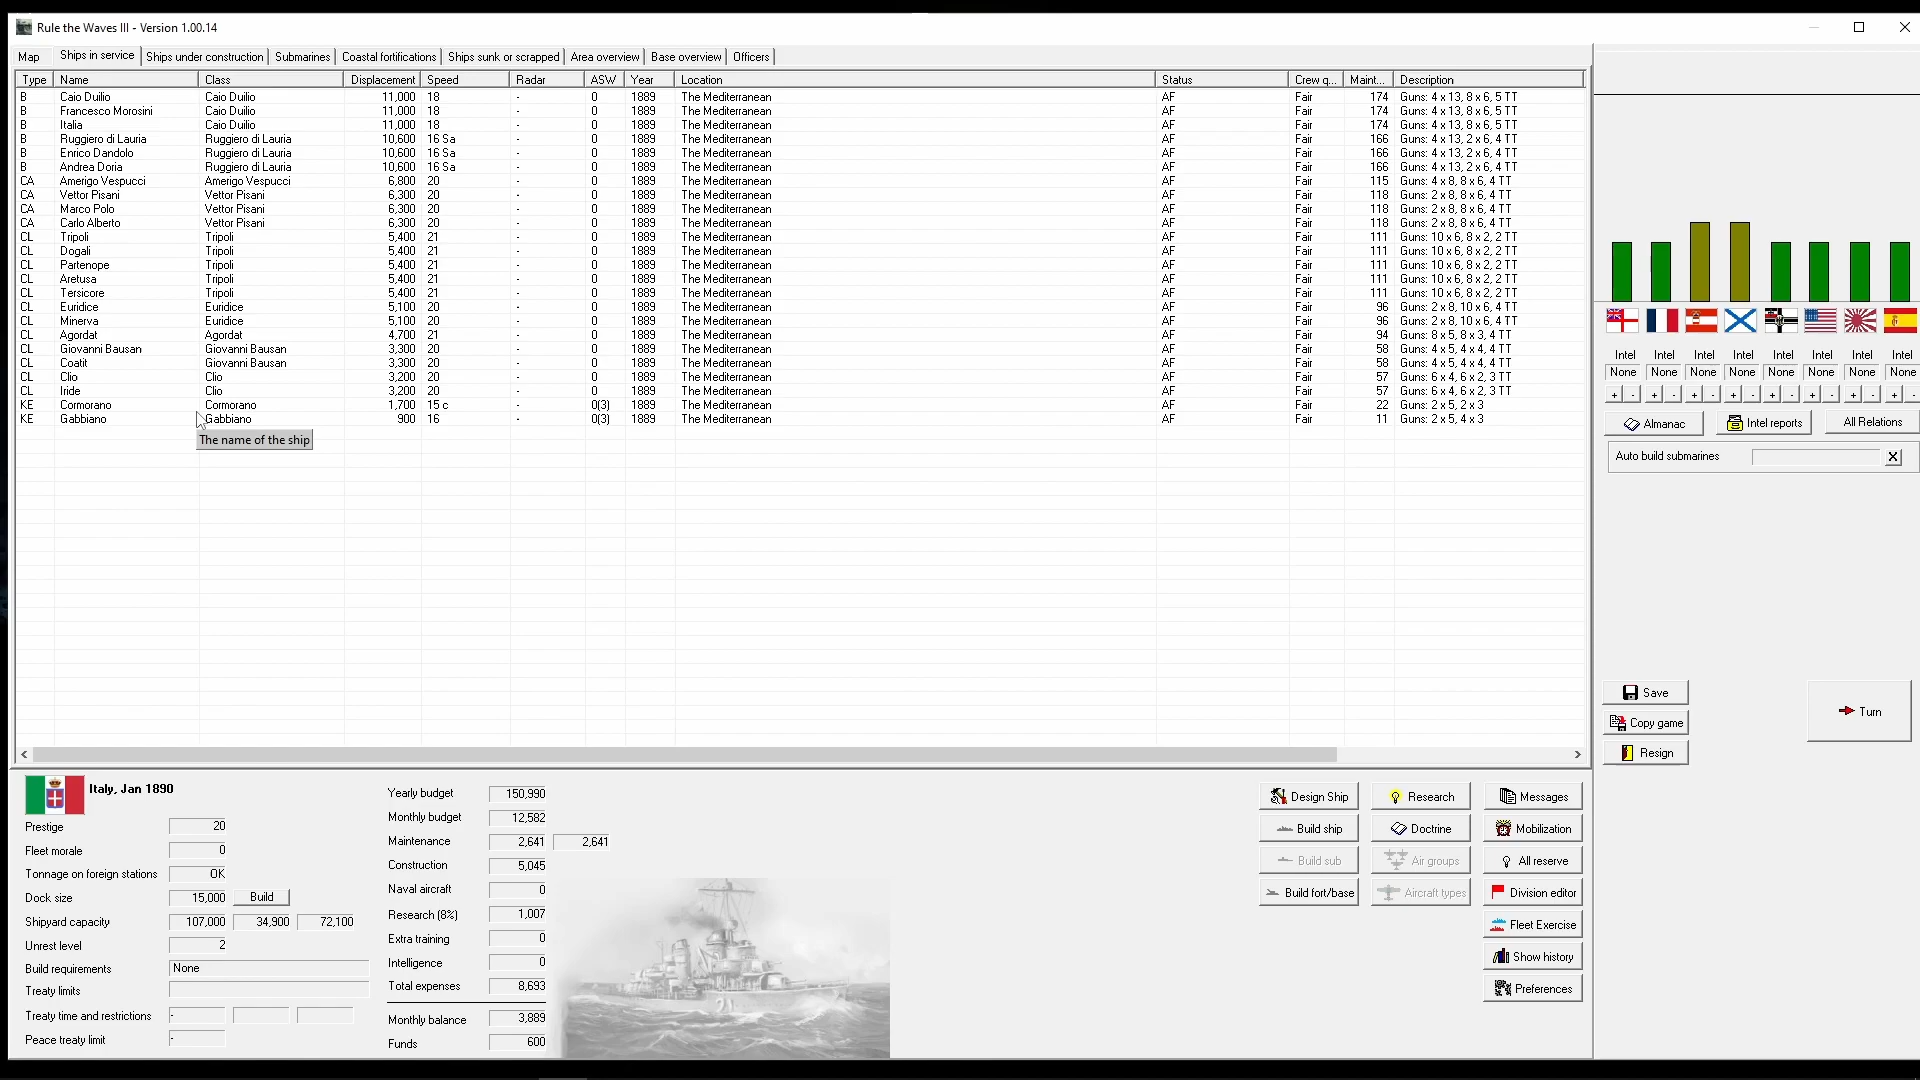 Rule the Waves III - Version 1.00.14
Map Ships in service Ships under construction Submarines Coastal fortifications Ships sunk or scrapped Area overview Base overview Officers
Type Name Class Displacement Speed Radar ASW Year Location Status Crew q... Maint... Description
B Caio Duilio Caio Duilio 11,000 18 - 0 1889 The Mediterranean AF Fair 174 Guns: 4 x 13, 8 x 6, 5 TT
B Francesco Morosini Caio Duilio 11,000 18 - 0 1889 The Mediterranean AF Fair 174 Guns: 4 x 13, 8 x 6, 5 TT
B Italia Caio Duilio 11,000 18 - 0 1889 The Mediterranean AF Fair 174 Guns: 4 x 13, 8 x 6, 5 TT
B Ruggiero di Lauria Ruggiero di Lauria 10,600 16 Sa - 0 1889 The Mediterranean AF Fair 166 Guns: 4 x 13, 2 x 6, 4 TT
B Enrico Dandolo Ruggiero di Lauria 10,600 16 Sa - 0 1889 The Mediterranean AF Fair 166 Guns: 4 x 13, 2 x 6, 4 TT
B Andrea Doria Ruggiero di Lauria 10,600 16 Sa - 0 1889 The Mediterranean AF Fair 166 Guns: 4 x 13, 2 x 6, 4 TT
CA Amerigo Vespucci Amerigo Vespucci 6,800 20 - 0 1889 The Mediterranean AF Fair 115 Guns: 4 x 8, 8 x 6, 4 TT
CA Vettor Pisani Vettor Pisani 6,300 20 - 0 1889 The Mediterranean AF Fair 118 Guns: 2 x 8, 8 x 6, 4 TT
CA Marco Polo Vettor Pisani 6,300 20 - 0 1889 The Mediterranean AF Fair 118 Guns: 2 x 8, 8 x 6, 4 TT
CA Carlo Alberto Vettor Pisani 6,300 20 - 0 1889 The Mediterranean AF Fair 118 Guns: 2 x 8, 8 x 6, 4 TT
CL Tripoli Tripoli 5,400 21 - 0 1889 The Mediterranean AF Fair 111 Guns: 10 x 6, 8 x 2, 2 TT
CL Dogali Tripoli 5,400 21 - 0 1889 The Mediterranean AF Fair 111 Guns: 10 x 6, 8 x 2, 2 TT
CL Partenope Tripoli 5,400 21 - 0 1889 The Mediterranean AF Fair 111 Guns: 10 x 6, 8 x 2, 2 TT
CL Aretusa Tripoli 5,400 21 - 0 1889 The Mediterranean AF Fair 111 Guns: 10 x 6, 8 x 2, 2 TT
CL Tersicore Tripoli 5,400 21 - 0 1889 The Mediterranean AF Fair 111 Guns: 10 x 6, 8 x 2, 2 TT
CL Euridice Euridice 5,100 20 - 0 1889 The Mediterranean AF Fair 96 Guns: 2 x 8, 10 x 6, 4 TT
CL Minerva Euridice 5,100 20 - 0 1889 The Mediterranean AF Fair 96 Guns: 2 x 8, 10 x 6, 4 TT
CL Agordat Agordat 4,700 21 - 0 1889 The Mediterranean AF Fair 94 Guns: 8 x 5, 8 x 3, 4 TT
CL Giovanni Bausan Giovanni Bausan 3,300 20 - 0 1889 The Mediterranean AF Fair 58 Guns: 4 x 5, 4 x 4, 4 TT
CL Coatit Giovanni Bausan 3,300 20 - 0 1889 The Mediterranean AF Fair 58 Guns: 4 x 5, 4 x 4, 4 TT
CL Clio Clio 3,200 20 - 0 1889 The Mediterranean AF Fair 57 Guns: 6 x 4, 6 x 2, 3 TT
CL Iride Clio 3,200 20 - 0 1889 The Mediterranean AF Fair 57 Guns: 6 x 4, 6 x 2, 3 TT
KE Cormorano Cormorano 1,700 15 c - 0(3) 1889 The Mediterranean AF Fair 22 Guns: 2 x 5, 2 x 3
KE Gabbiano Gabbiano 900 16 - 0(3) 1889 The Mediterranean AF Fair 11 Guns: 2 x 5, 4 x 3
The name of the ship
Intel Intel Intel Intel Intel Intel Intel Intel
None None None None None None None None
+ - + - + - + - + - + - + - + -
Almanac Intel reports All Relations
Auto build submarines X
Save
Copy game
Resign
Turn
Italy, Jan 1890
Prestige 20
Fleet morale 0
Tonnage on foreign stations OK
Dock size 15,000 Build
Shipyard capacity 107,000 34,900 72,100
Unrest level 2
Build requirements None
Treaty limits
Treaty time and restrictions -
Peace treaty limit -
Yearly budget 150,990
Monthly budget 12,582
Maintenance 2,641 2,641
Construction 5,045
Naval aircraft 0
Research (8%) 1,007
Extra training 0
Intelligence 0
Total expenses 8,693
Monthly balance 3,889
Funds 600
Design Ship Research Messages
Build ship Doctrine Mobilization
Build sub Air groups All reserve
Build fort/base Aircraft types Division editor
Fleet Exercise
Show history
Preferences